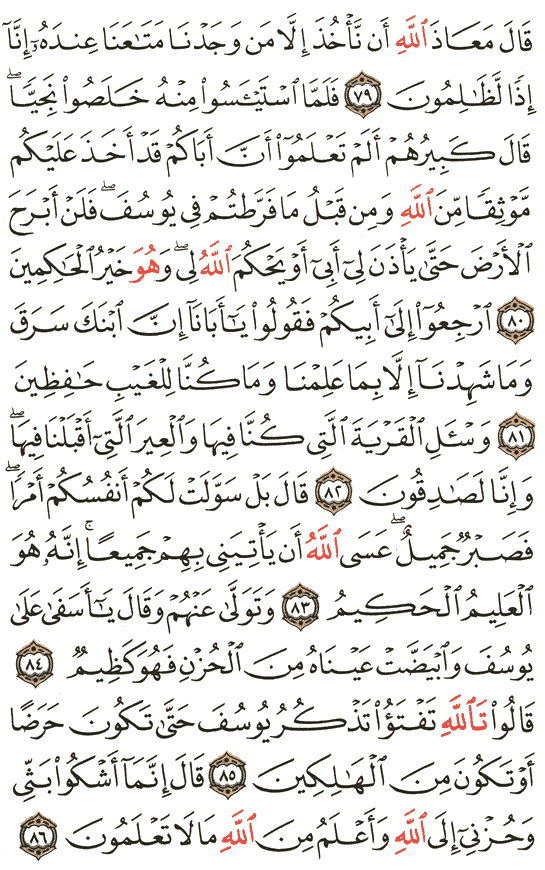 قَالَ مَعَاذَ ٱللَّهِ أَن نَّأْخُذَ إِلَّا مَن وَجَدْنَا مَتَٰعَنَا عِندَهُۥٓ إِنَّآ
إِذًا لَّظَٰلِمُونَ ٧٩ فَلَمَّا ٱسْتَيْـَٔسُوا۟ مِنْهُ خَلَصُوا۟ نَجِيًّاۖ
قَالَ كَبِيرُهُمْ أَلَمْ تَعْلَمُوٓا۟ أَنَّ أَبَاكُمْ قَدْ أَخَذَ عَلَيْكُم
مَّوْثِقًا مِّنَ ٱللَّهِ وَمِن قَبْلُ مَا فَرَّطتُمْ فِى يُوسُفَۖ فَلَنْ أَبْرَحَ
ٱلْأَرْضَ حَتَّىٰ يَأْذَنَ لِىٓ أَبِىٓ أَوْ يَحْكُمَ ٱللَّهُ لِىۖ وَهُوَ خَيْرُ ٱلْحَٰكِمِينَ
٨٠ ٱرْجِعُوٓا۟ إِلَىٰٓ أَبِيكُمْ فَقُولُوا۟ يَٰٓأَبَانَآ إِنَّ ٱبْنَكَ سَرَقَ
وَمَا شَهِدْنَآ إِلَّا بِمَا عَلِمْنَا وَمَا كُنَّا لِلْغَيْبِ حَٰفِظِينَ
٨١ وَسْـَٔلِ ٱلْقَرْيَةَ ٱلَّتِى كُنَّا فِيهَا وَٱلْعِيرَ ٱلَّتِىٓ أَقْبَلْنَا فِيهَاۖ
وَإِنَّا لَصَٰدِقُونَ ٨٢ قَالَ بَلْ سَوَّلَتْ لَكُمْ أَنفُسُكُمْ أَمْرًاۖ
فَصَبْرٌ جَمِيلٌۖ عَسَى ٱللَّهُ أَن يَأْتِيَنِى بِهِمْ جَمِيعًاۚ إِنَّهُۥ هُوَ
ٱلْعَلِيمُ ٱلْحَكِيمُ ٨٣ وَتَوَلَّىٰ عَنْهُمْ وَقَالَ يَٰٓأَسَفَىٰ عَلَىٰ
يُوسُفَ وَٱبْيَضَّتْ عَيْنَاهُ مِنَ ٱلْحُزْنِ فَهُوَ كَظِيمٌ ٨٤
قَالُوا۟ تَٱللَّهِ تَفْتَؤُا۟ تَذْكُرُ يُوسُفَ حَتَّىٰ تَكُونَ حَرَضًا
أَوْ تَكُونَ مِنَ ٱلْهَٰلِكِينَ ٨٥ قَالَ إِنَّمَآ أَشْكُوا۟ بَثِّى
وَحُزْنِىٓ إِلَى ٱللَّهِ وَأَعْلَمُ مِنَ ٱللَّهِ مَا لَا تَعْلَمُونَ ٨٦